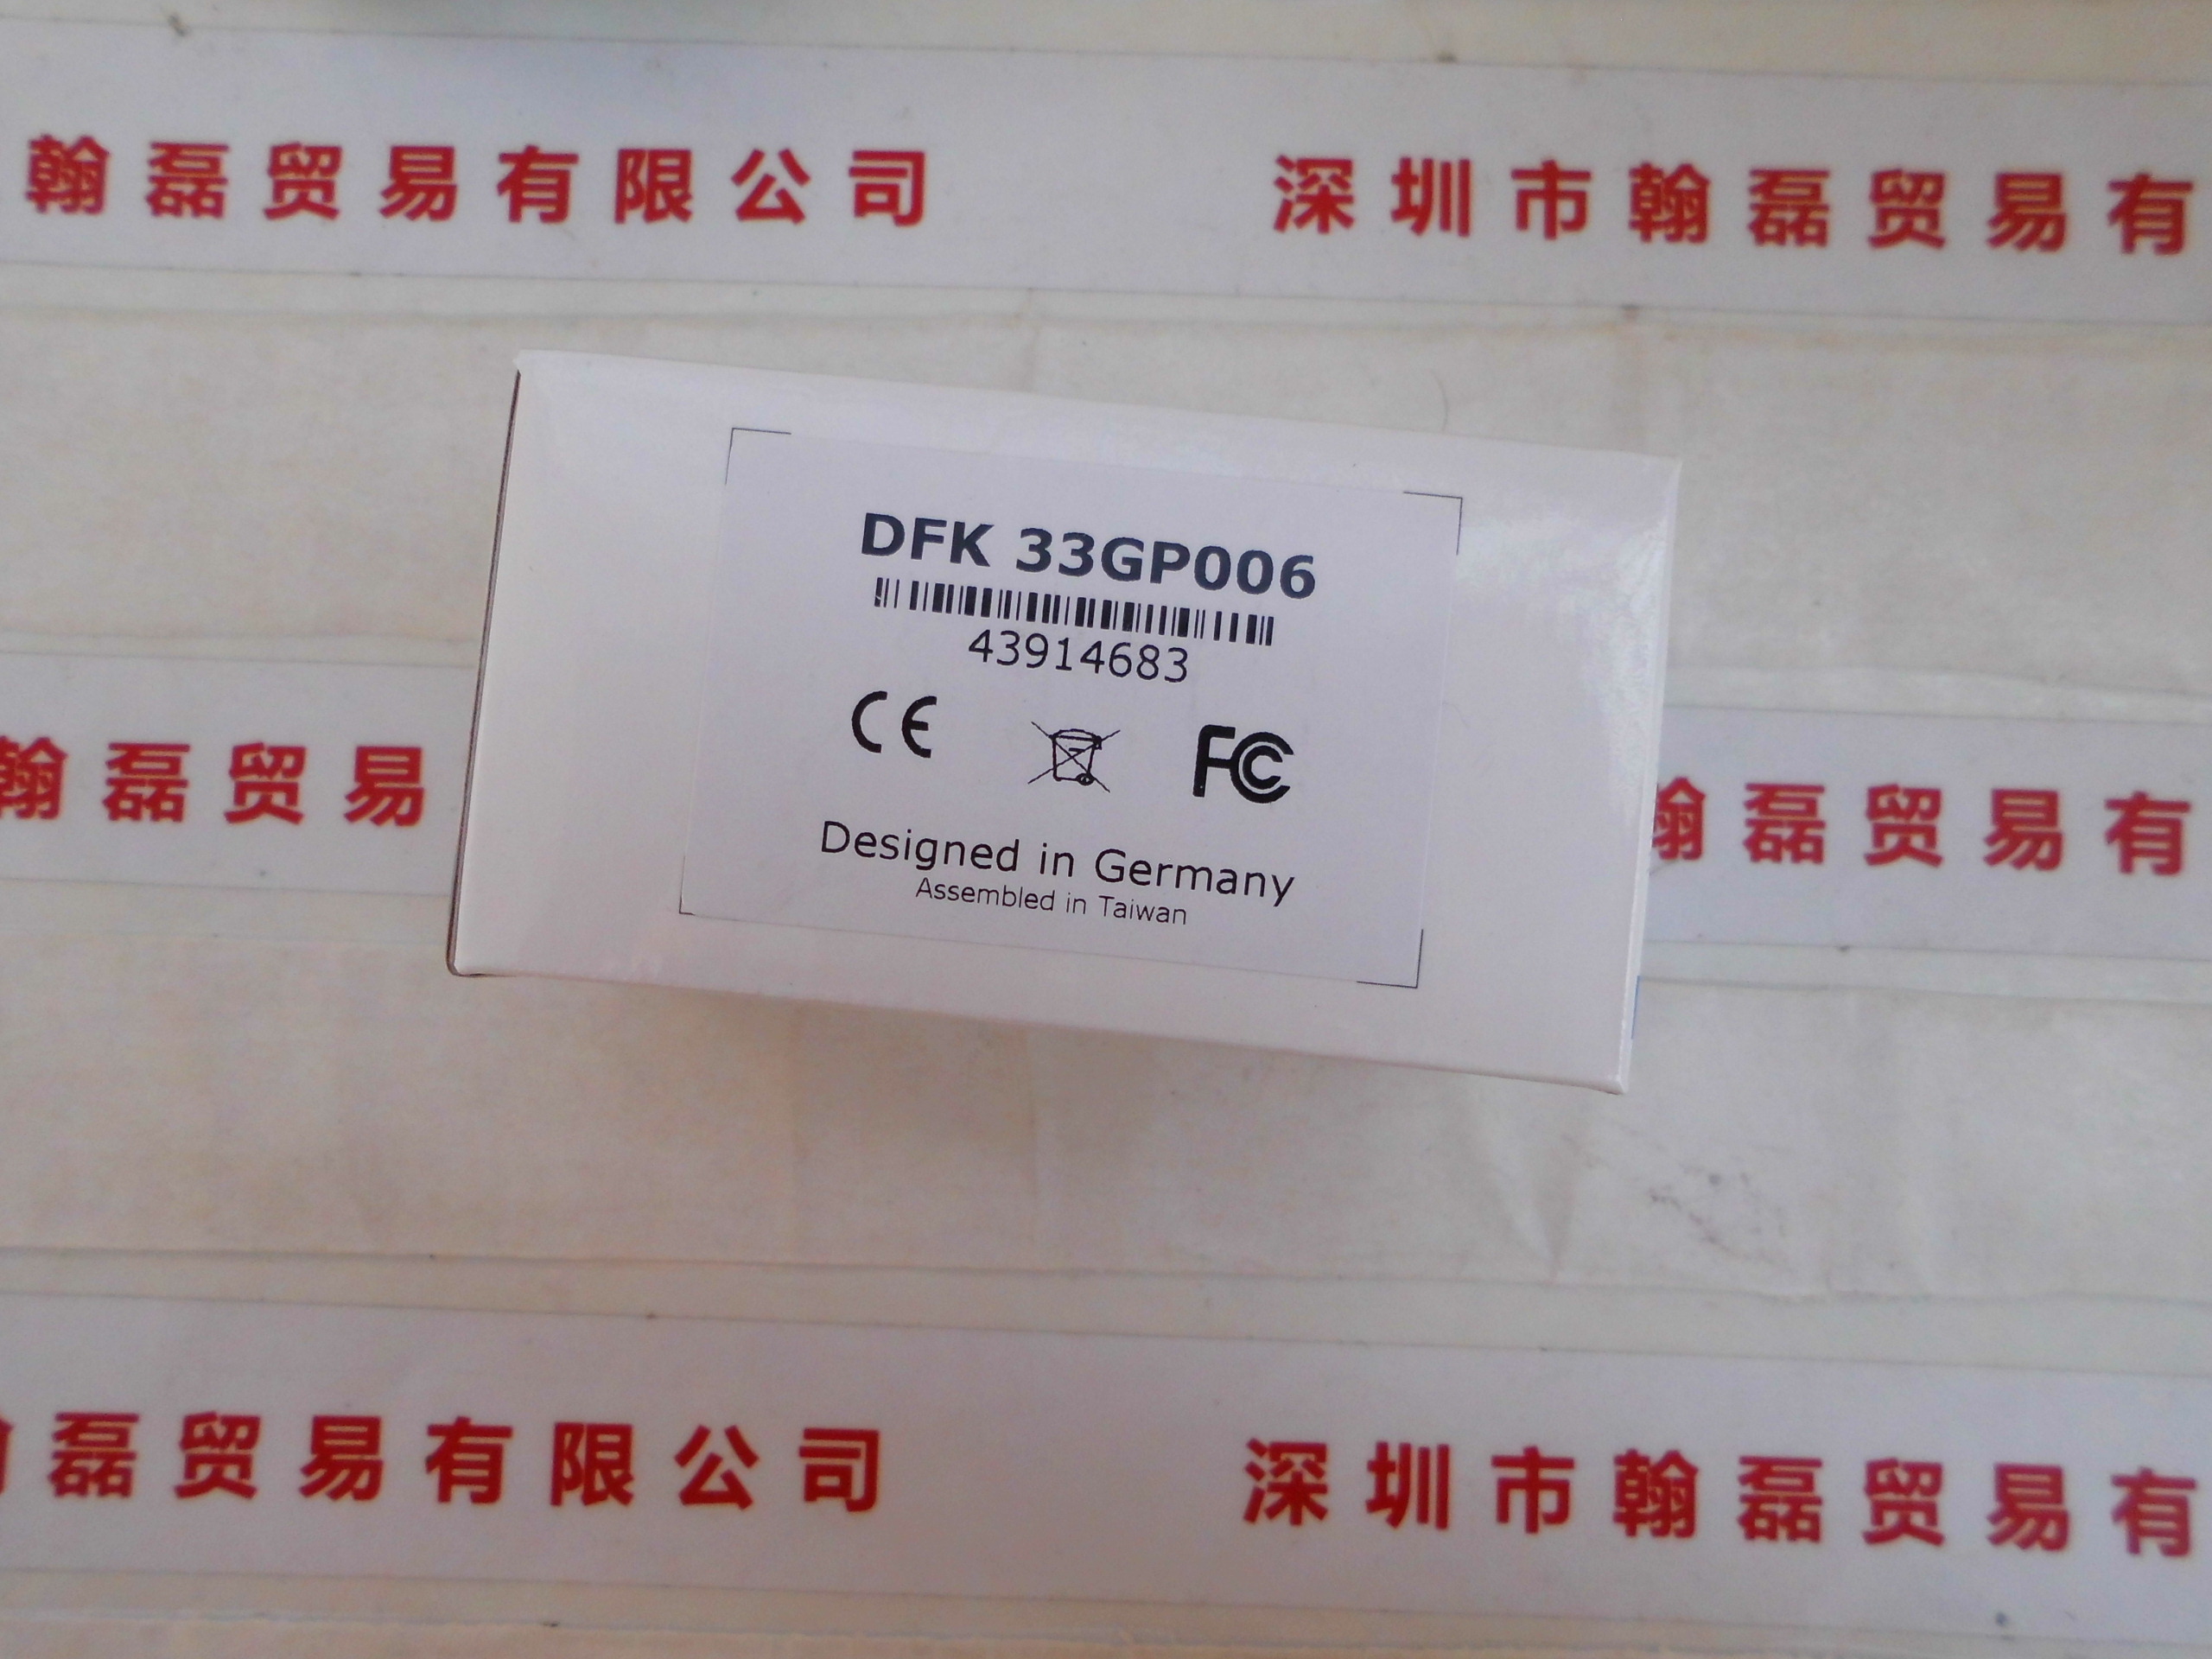 翰磊贸易有限公司 深圳市翰磊贸易有
DFK 33GP006
43914683
CE FC
Designed in Germany
Assembled in Taiwan
翰磊贸易 翰磊贸易有
磊贸易有限公司 深圳市翰磊贸易有